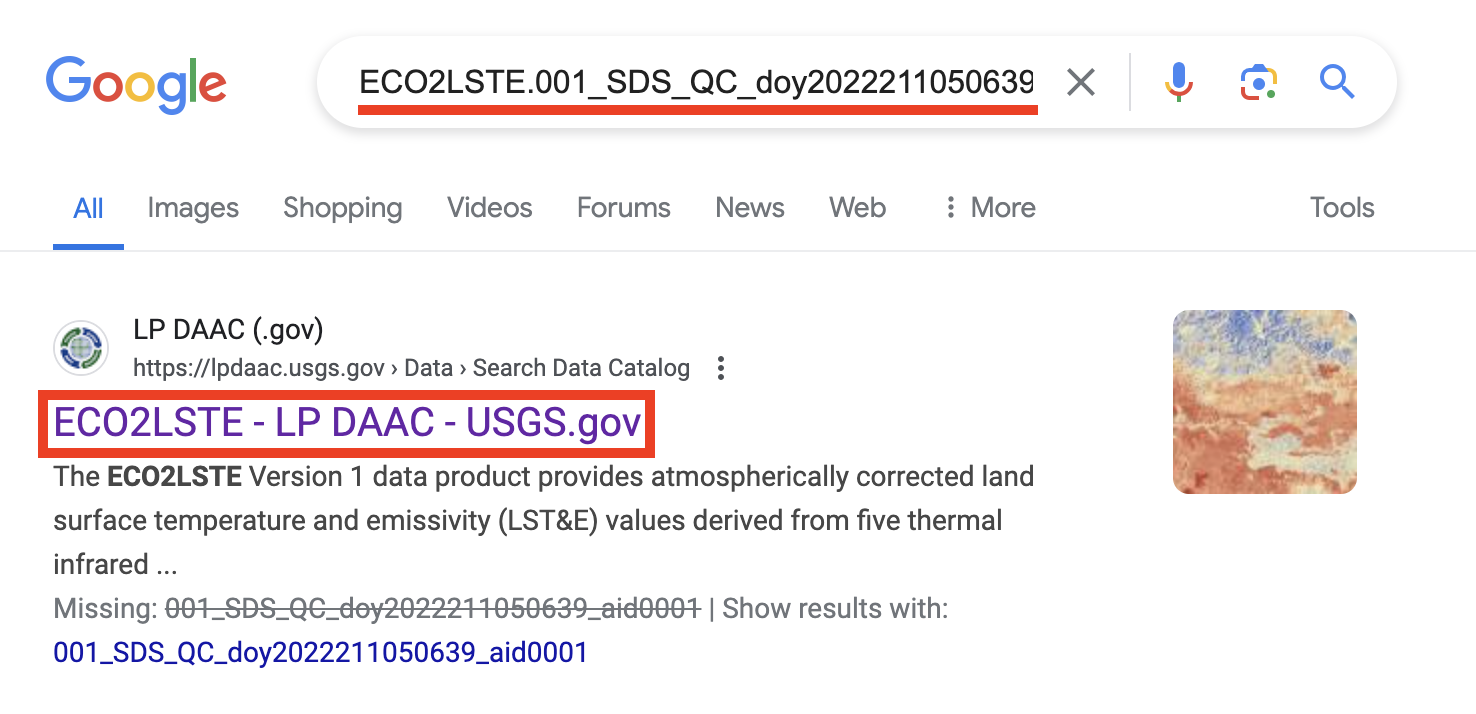 Google
ECO2LSTE.001_SDS_QC_doy2022211050639
All Images Shopping Videos Forums News Web More Tools
LP DAAC (.gov)
https://lpdaac.usgs.gov › Data › Search Data Catalog
ECO2LSTE - LP DAAC - USGS.gov
The ECO2LSTE Version 1 data product provides atmospherically corrected land
surface temperature and emissivity (LST&E) values derived from five thermal
infrared ...
Missing: 001_SDS_QC_doy2022211050639_aid0001 | Show results with:
001_SDS_QC_doy2022211050639_aid0001